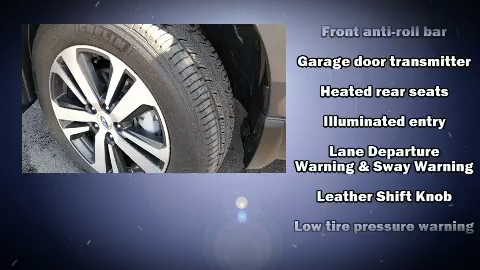 Front anti-roll bar
Garage door transmitter
Heated rear seats
Illuminated entry
Lane Departure
Warning & Sway Warning
Leather Shift Knob
Low tire pressure warning